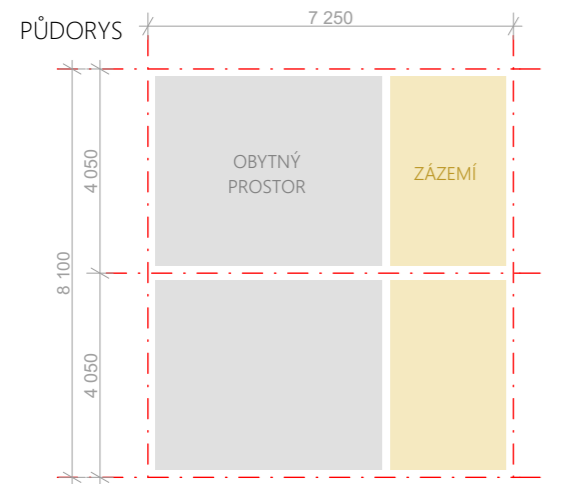 PŮDORYS
7 250
OBYTNÝ
PROSTOR
ZÁZEMÍ
4 050
8 100
4 050